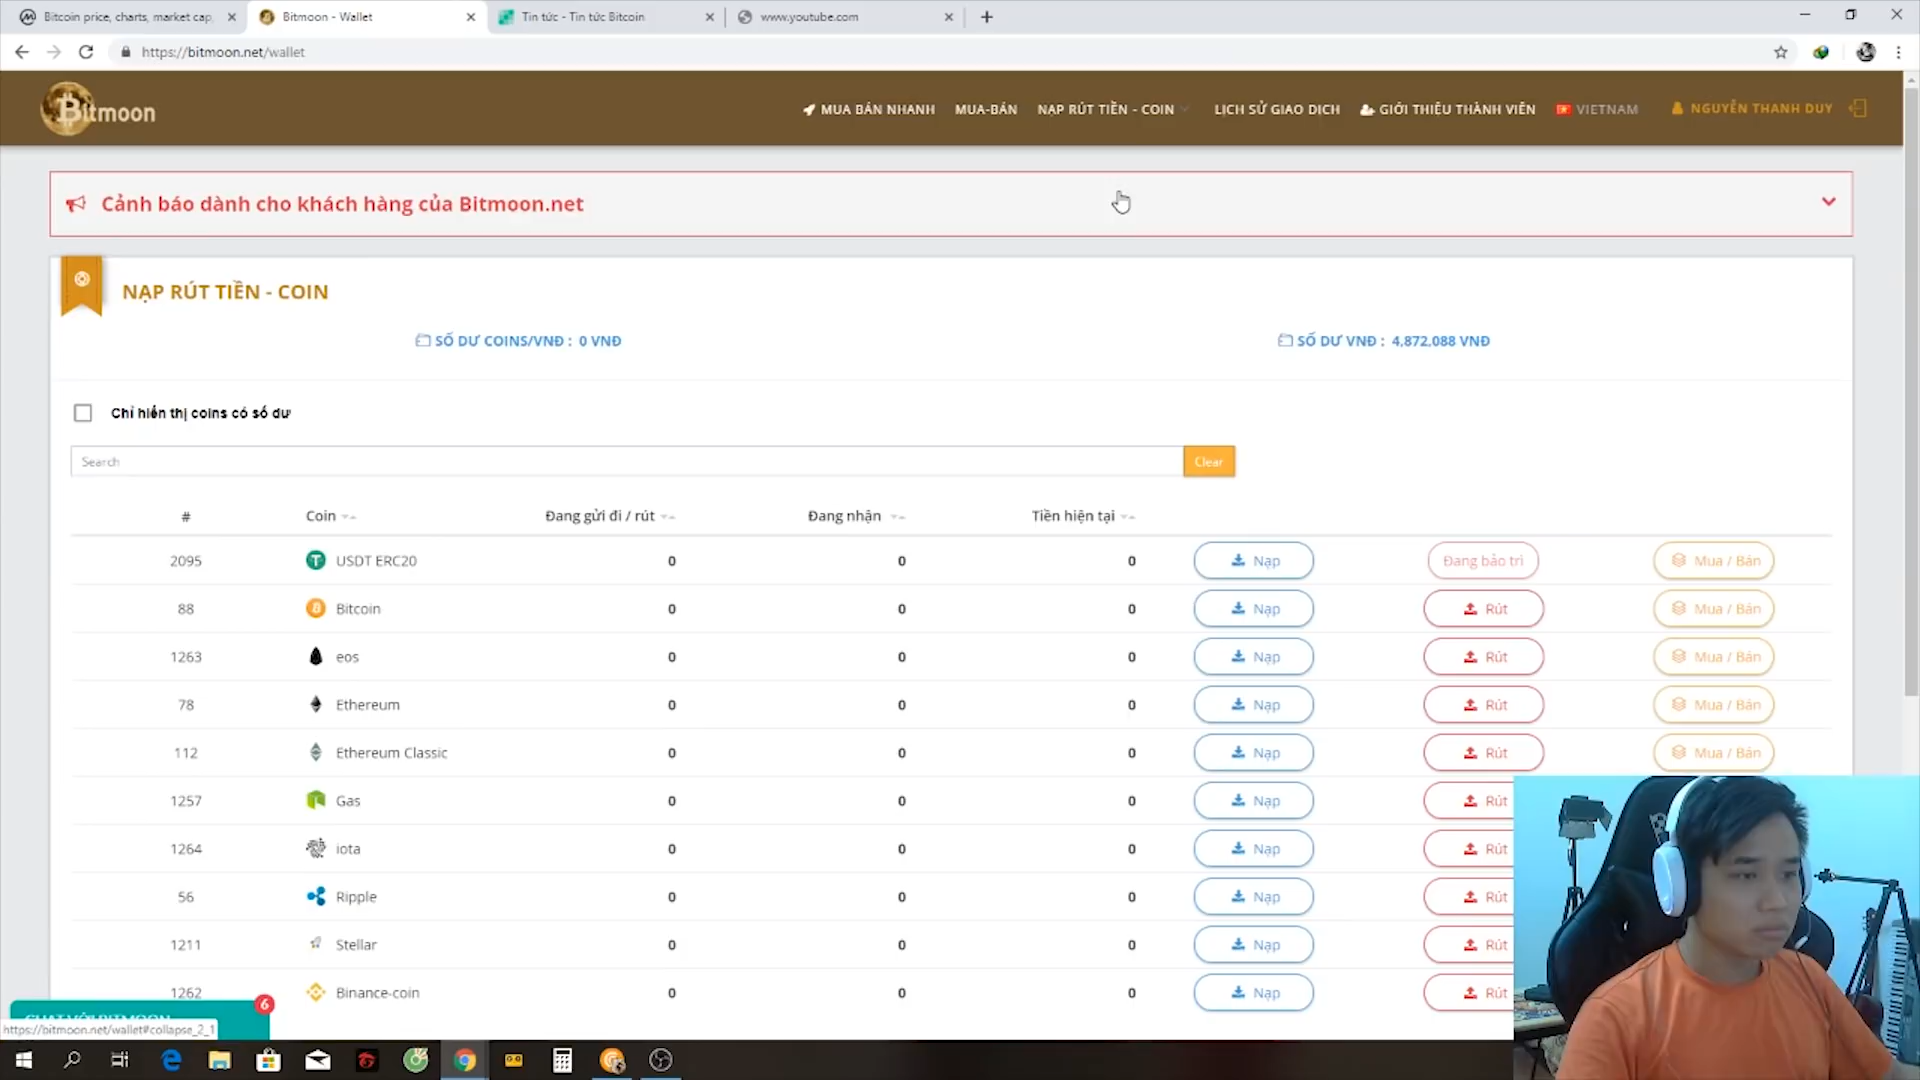 Bitcoin price, charts, market cap,
Bitmoon - Wallet
Tin tức - Tin tức Bitcoin
www.youtube.com
https://bitmoon.net/wallet
Bitmoon
MUA BÁN NHANH
MUA-BÁN
NẠP RÚT TIỀN - COIN
LỊCH SỬ GIAO DỊCH
GIỚI THIỆU THÀNH VIÊN
VIETNAM
NGUYỄN THANH DUY
Cảnh báo dành cho khách hàng của Bitmoon.net
NẠP RÚT TIỀN - COIN
SỐ DƯ COINS/VNĐ : 0 VNĐ
SỐ DƯ VNĐ : 4,872,088 VNĐ
Chỉ hiển thị coins có số dư
Search
Clear
# Coin Đang gửi đi / rút Đang nhận Tiền hiện tại
2095 USDT ERC20 0 0 0 Nạp Đang bảo trì Mua / Bán
88 Bitcoin 0 0 0 Nạp Rút Mua / Bán
1263 eos 0 0 0 Nạp Rút Mua / Bán
78 Ethereum 0 0 0 Nạp Rút Mua / Bán
112 Ethereum Classic 0 0 0 Nạp Rút Mua / Bán
1257 Gas 0 0 0 Nạp Rút
1264 iota 0 0 0 Nạp Rút
56 Ripple 0 0 0 Nạp Rút
1211 Stellar 0 0 0 Nạp Rút
1262 Binance-coin 0 0 0 Nạp Rút
6
CHAT VỚI BITMOON
https://bitmoon.net/wallet#collapse_2_1